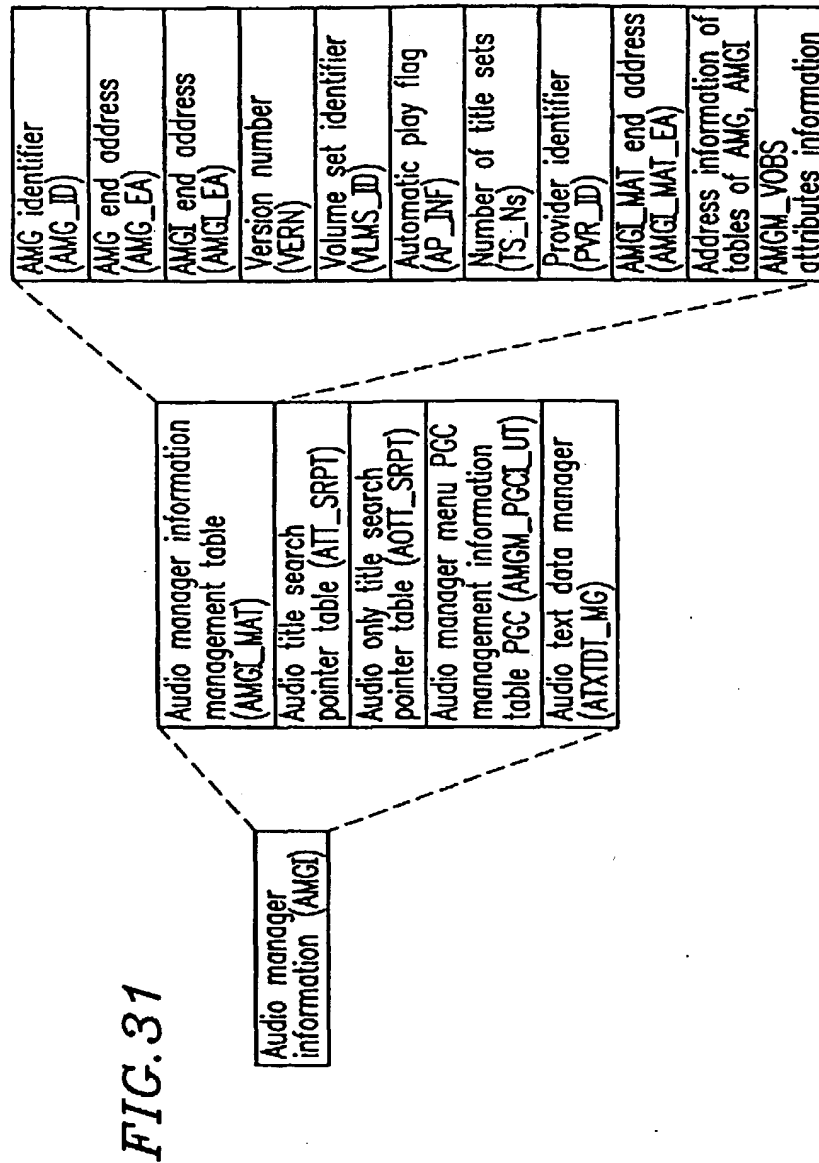 FIG.31
Audio manager
information (AMGI)
Audio manager information
management table
(AMGI_MAT)
Audio title search
pointer table (ATT_SRPT)
Audio only title search
pointer table (AOTT_SRPT)
Audio manager menu PGC
management information
table PGC (AMGM_PGCI_UT)
Audio text data manager
(ATXTDT_MG)
AMG identifier
(AMG_ID)
AMG end address
(AMG_EA)
AMGI end address
(AMGI_EA)
Version number
(VERN)
Volume set identifier
(VLMS_ID)
Automatic play flag
(AP_INF)
Number of title sets
(TS_Ns)
Provider identifier
(PVR_ID)
AMGI_MAT end address
(AMGI_MAT_EA)
Address information of
tables of AMG, AMGI
AMGM_VOBS
attributes information